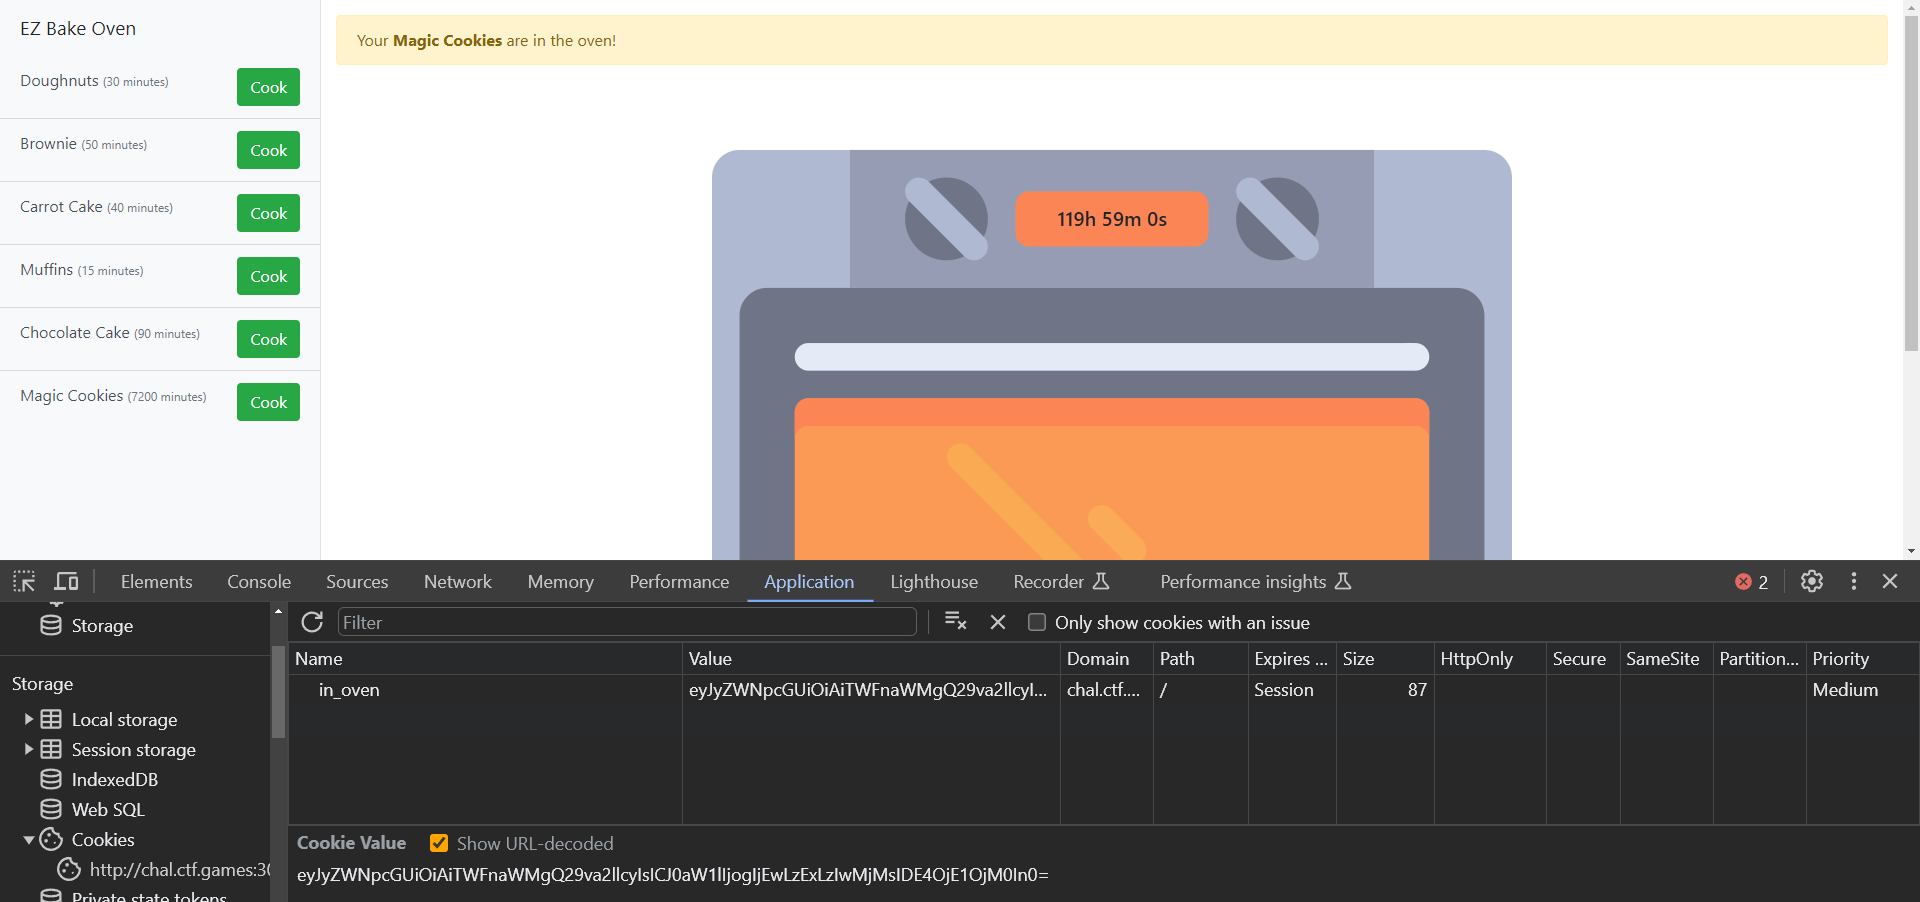 EZ Bake Oven
Doughnuts (30 minutes)
Cook
Brownie (50 minutes)
Cook
Carrot Cake (40 minutes)
Cook
Muffins (15 minutes)
Cook
Chocolate Cake (90 minutes)
Cook
Magic Cookies (7200 minutes)
Cook
Your Magic Cookies are in the oven!
119h 59m 0s
Elements Console Sources Network Memory Performance Application Lighthouse Recorder Performance insights 2
Storage
Storage
Local storage
Session storage
IndexedDB
Web SQL
Cookies
http://chal.ctf.games:30
Private state tokens
Filter
Only show cookies with an issue
Name Value Domain Path Expires ... Size HttpOnly Secure SameSite Partition... Priority
in_oven eyJyZWNpcGUiOiAiTWFnaWMgQ29va2llcyI... chal.ctf.... / Session 87 Medium
Cookie Value Show URL-decoded
eyJyZWNpcGUiOiAiTWFnaWMgQ29va2llcyIsICJ0aW1lIjogIjEwLzExLzIwMjMsIDE4OjE1OjM0In0=